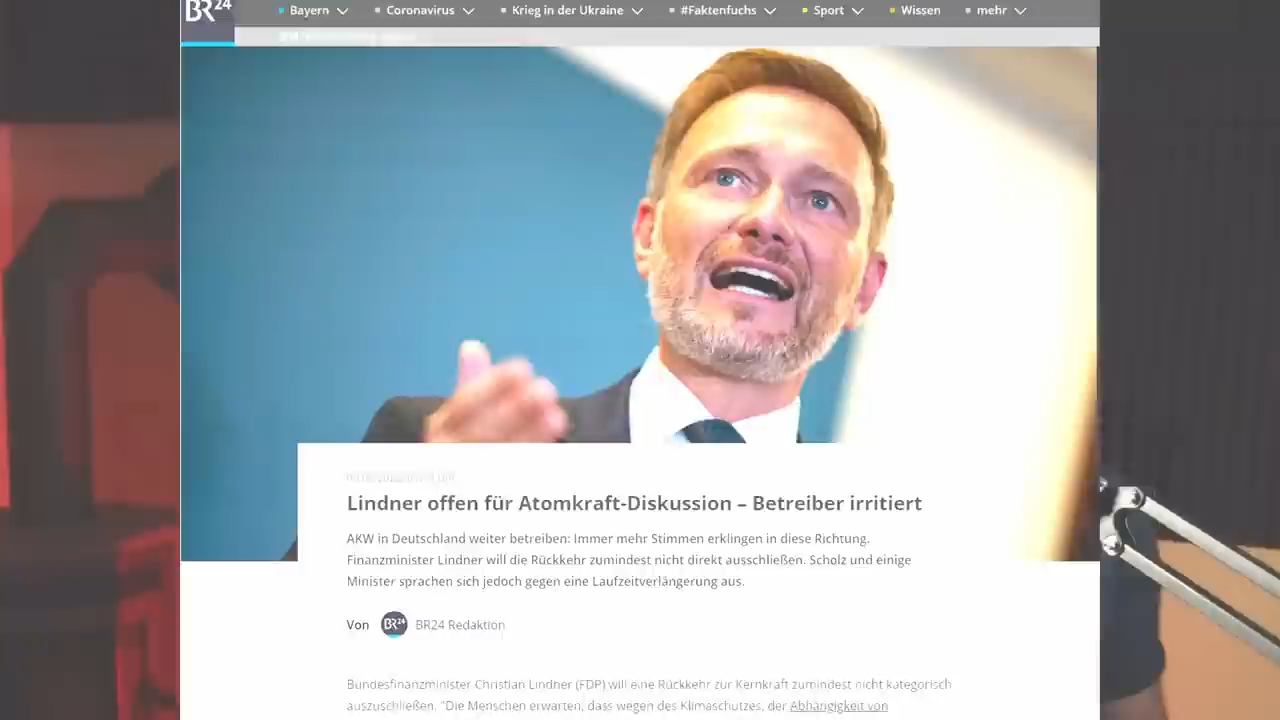 BR24
Bayern
Coronavirus
Krieg in der Ukraine
#Faktenfuchs
Sport
Wissen
mehr
Lindner offen für Atomkraft-Diskussion – Betreiber irritiert
AKW in Deutschland weiter betreiben: Immer mehr Stimmen erklingen in diese Richtung.
Finanzminister Lindner will die Rückkehr zumindest nicht direkt ausschließen. Scholz und einige
Minister sprachen sich jedoch gegen eine Laufzeitverlängerung aus.
Von BR24 BR24 Redaktion
Bundesfinanzminister Christian Lindner (FDP) will eine Rückkehr zur Kernkraft zumindest nicht kategorisch
auszuschließen. "Die Menschen erwarten, dass wegen des Klimaschutzes, der Abhängigkeit von